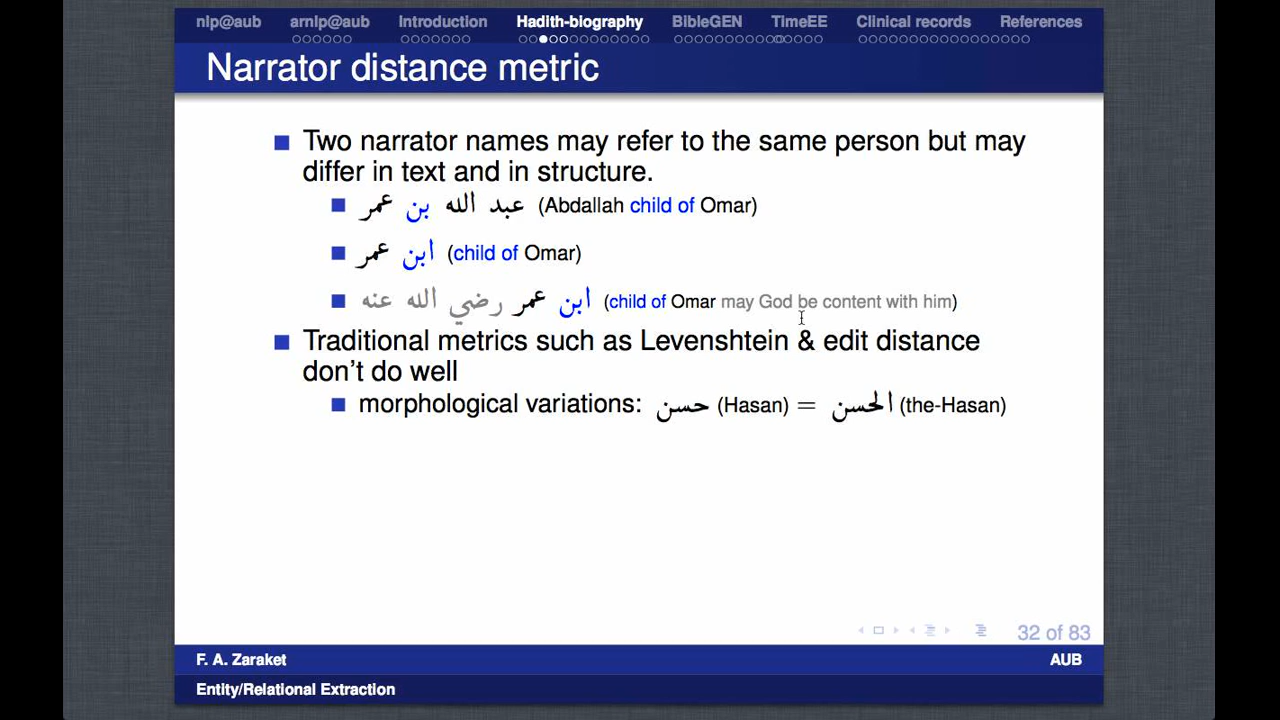 nlp@aub arnlp@aub Introduction Hadith-biography BibleGEN TimeEE Clinical records References
Narrator distance metric
Two narrator names may refer to the same person but may
differ in text and in structure.
عبد الله بن عمر (Abdallah child of Omar)
ابن عمر (child of Omar)
ابن عمر رضي الله عنه (child of Omar may God be content with him)
Traditional metrics such as Levenshtein & edit distance
don't do well
morphological variations: حسن (Hasan) = الحسن (the-Hasan)
32 of 83
F. A. Zaraket AUB
Entity/Relational Extraction